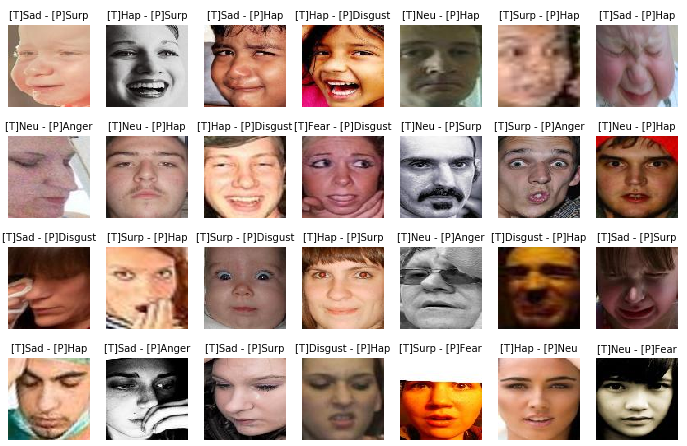 [T]Sad - [P]Surp [T]Hap - [P]Surp [T]Sad - [P]Hap [T]Hap - [P]Disgust [T]Neu - [P]Hap [T]Surp - [P]Hap [T]Sad - [P]Hap
[T]Neu - [P]Anger [T]Neu - [P]Hap [T]Hap - [P]Disgust [T]Fear - [P]Disgust [T]Neu - [P]Surp [T]Surp - [P]Anger [T]Neu - [P]Hap
[T]Sad - [P]Disgust [T]Surp - [P]Hap [T]Surp - [P]Disgust [T]Hap - [P]Surp [T]Neu - [P]Anger [T]Disgust - [P]Hap [T]Sad - [P]Surp
[T]Sad - [P]Hap [T]Sad - [P]Anger [T]Sad - [P]Surp [T]Disgust - [P]Hap [T]Surp - [P]Fear [T]Hap - [P]Neu [T]Neu - [P]Fear